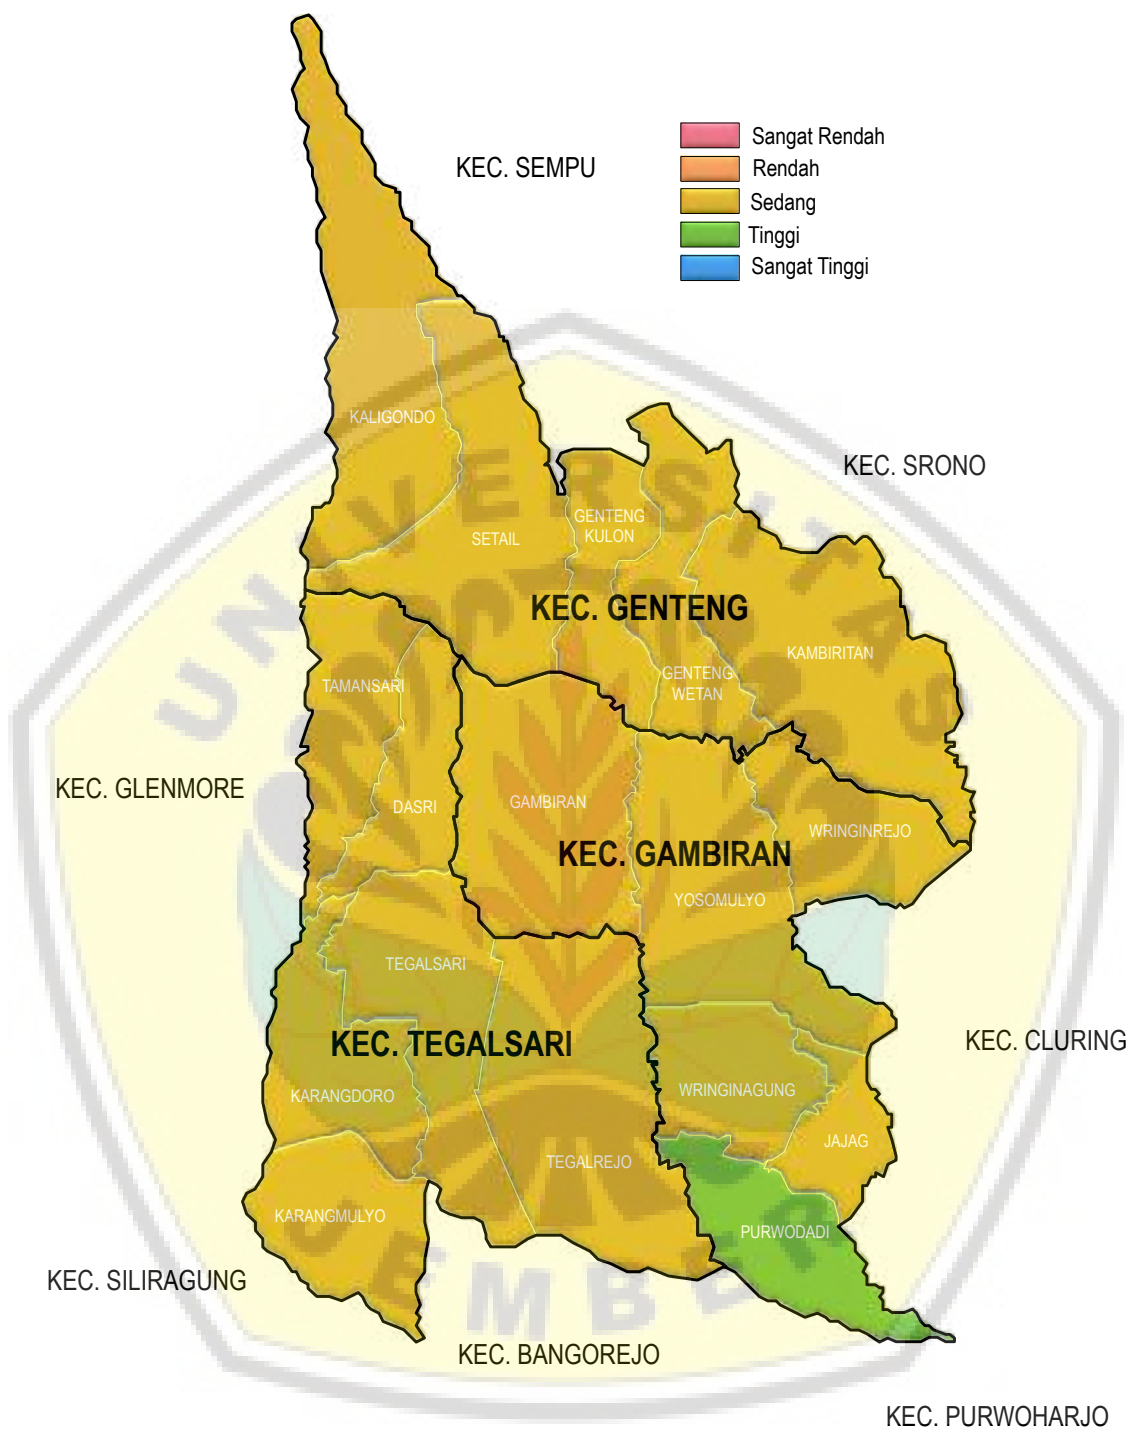 KEC. SEMPU
Sangat Rendah
Rendah
Sedang
Tinggi
Sangat Tinggi
KALIGONDO
KEC. SRONO
SETAIL
GENTENG
KULON
KEC. GENTENG
KAMBIRITAN
GENTENG
WETAN
TAMANSARI
KEC. GLENMORE
DASRI
GAMBIRAN
WRINGINREJO
KEC. GAMBIRAN
YOSOMULYO
TEGALSARI
KEC. TEGALSARI
KEC. CLURING
KARANGDORO
WRINGINAGUNG
JAJAG
TEGALREJO
KARANGMULYO
PURWODADI
KEC. SILIRAGUNG
KEC. BANGOREJO
KEC. PURWOHARJO
UNIVERSITAS
JEMBER